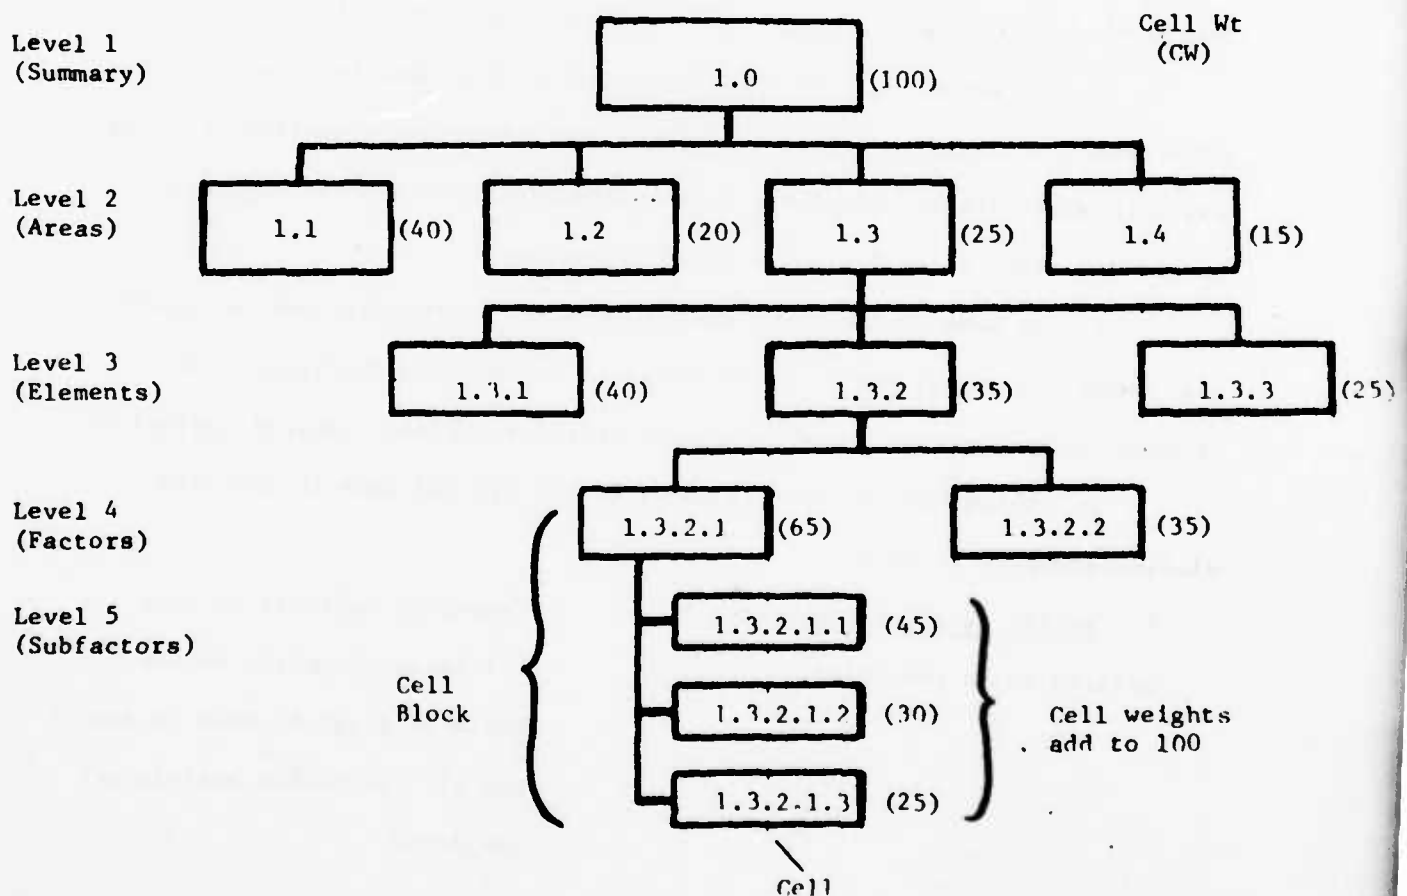 Level 1
(Summary)
1.0 (100)
Cell Wt
(CW)
Level 2
(Areas)
1.1 (40)
1.2 (20)
1.3 (25)
1.4 (15)
Level 3
(Elements)
1.3.1 (40)
1.3.2 (35)
1.3.3 (25)
Level 4
(Factors)
1.3.2.1 (65)
1.3.2.2 (35)
Level 5
(Subfactors)
1.3.2.1.1 (45)
1.3.2.1.2 (30)
1.3.2.1.3 (25)
Cell
Block
Cell weights
add to 100
Cell